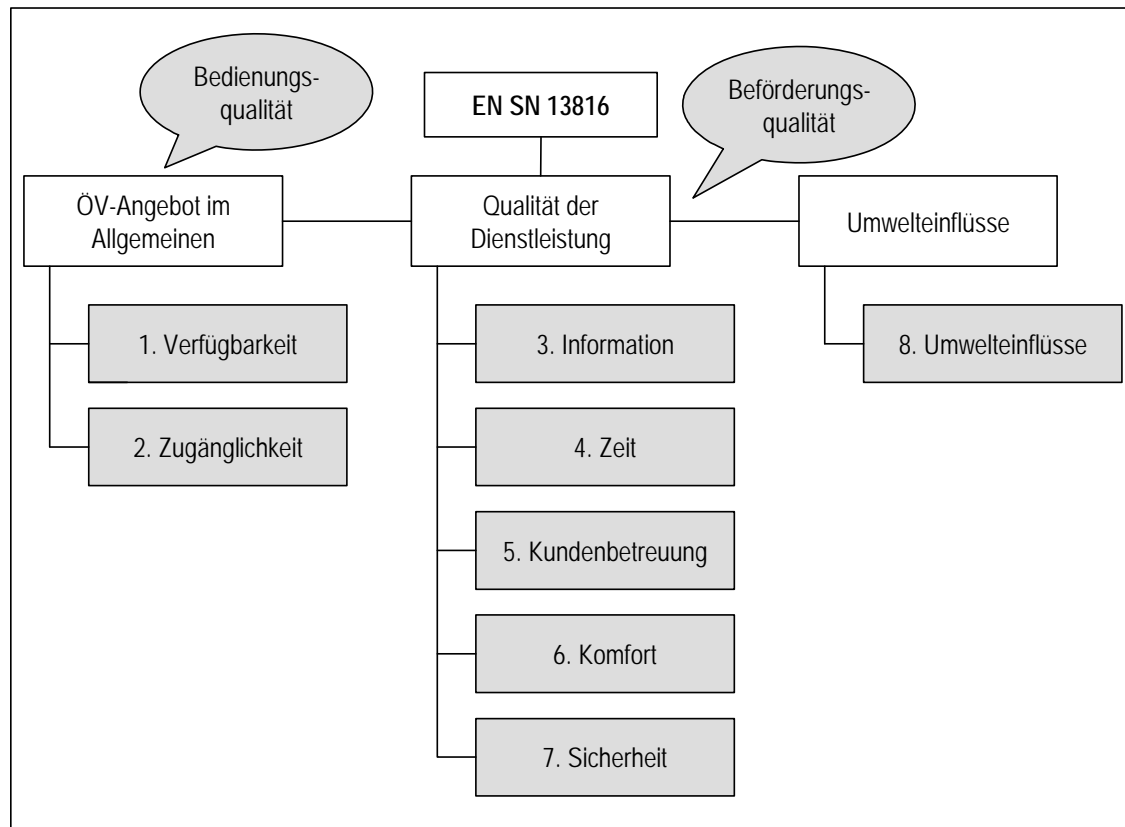 Bedienungs-
qualität
EN SN 13816
Beförderungs-
qualität
ÖV-Angebot im
Allgemeinen
Qualität der
Dienstleistung
Umwelteinflüsse
1. Verfügbarkeit
2. Zugänglichkeit
3. Information
4. Zeit
5. Kundenbetreuung
6. Komfort
7. Sicherheit
8. Umwelteinflüsse